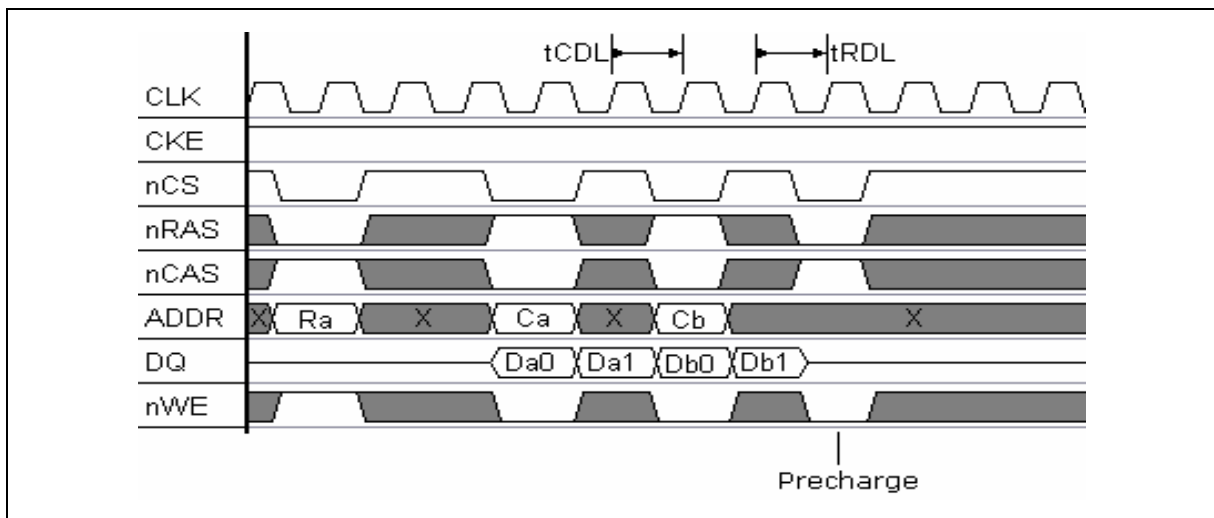 tCDL tRDL
CLK
CKE
nCS
nRAS
nCAS
ADDR X Ra X Ca X Cb X
DQ Da0 Da1 Db0 Db1
nWE
Precharge